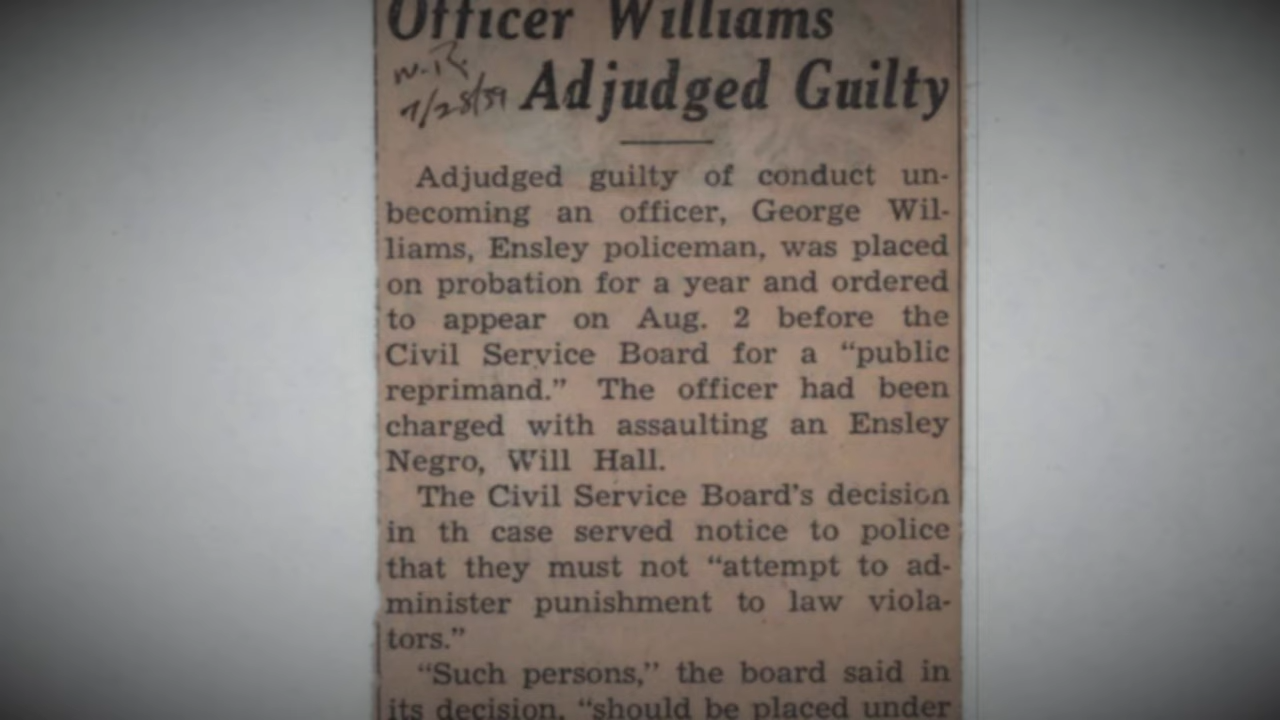 Officer Williams
W.R.
7/28/39 Adjudged Guilty
Adjudged guilty of conduct un-
becoming an officer, George Wil-
liams, Ensley policeman, was placed
on probation for a year and ordered
to appear on Aug. 2 before the
Civil Service Board for a “public
reprimand.” The officer had been
charged with assaulting an Ensley
Negro, Will Hall.
The Civil Service Board’s decision
in th case served notice to police
that they must not “attempt to ad-
minister punishment to law viola-
tors.”
“Such persons,” the board said in
its decision, “should be placed under